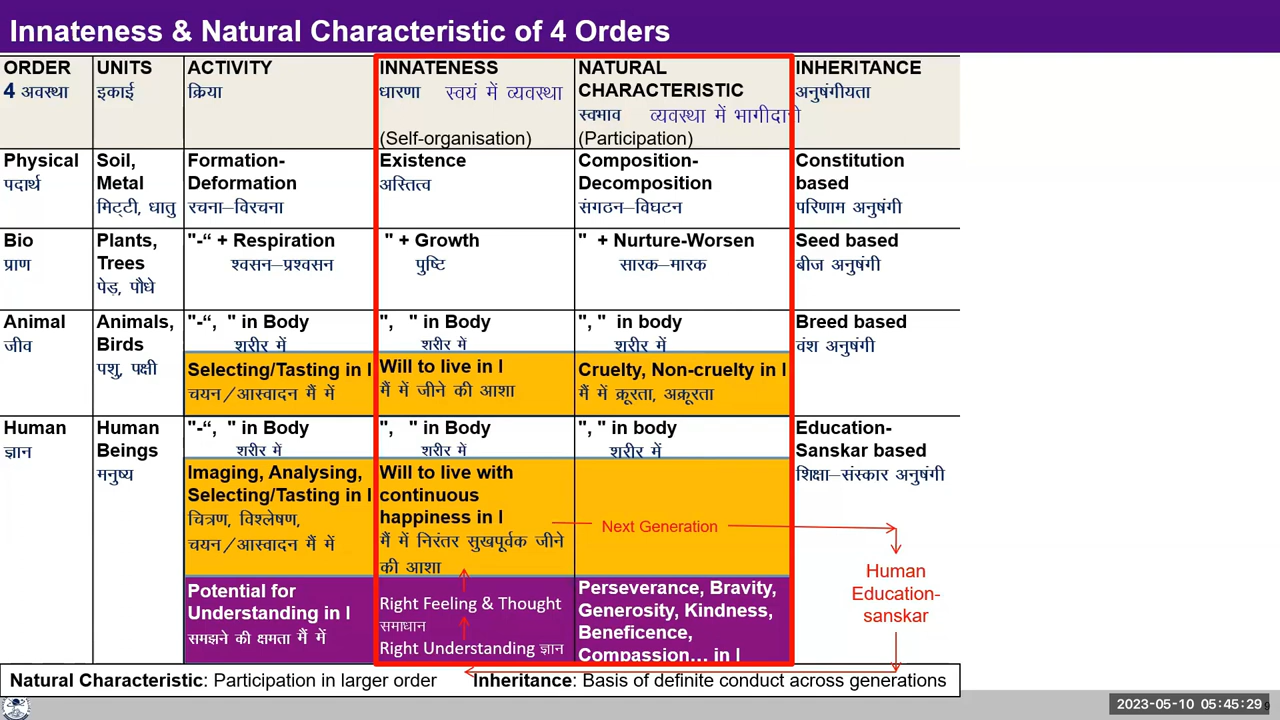 Innateness & Natural Characteristic of 4 Orders
ORDER
4 अवस्था
UNITS
इकाई
ACTIVITY
क्रिया
INNATENESS
धारणा स्वयं में व्यवस्था
(Self-organisation)
NATURAL
CHARACTERISTIC
स्वभाव व्यवस्था में भागीदारी
(Participation)
INHERITANCE
अनुषंगीयता
Physical
पदार्थ
Soil,
Metal
मिट्टी, धातु
Formation-
Deformation
रचना–विरचना
Existence
अस्तित्व
Composition-
Decomposition
संगठन–विघटन
Constitution
based
परिणाम अनुषंगी
Bio
प्राण
Plants,
Trees
पेड़, पौधे
"-“ + Respiration
श्वसन–प्रश्वसन
" + Growth
पुष्टि
" + Nurture-Worsen
सारक–मारक
Seed based
बीज अनुषंगी
Animal
जीव
Animals,
Birds
पशु, पक्षी
"-“, " in Body
शरीर में
Selecting/Tasting in I
चयन/आस्वादन मैं में
", " in Body
शरीर में
Will to live in I
मैं में जीने की आशा
", " in body
शरीर में
Cruelty, Non-cruelty in I
मैं में क्रूरता, अक्रूरता
Breed based
वंश अनुषंगी
Human
ज्ञान
Human
Beings
मनुष्य
"-“, " in Body
शरीर में
Imaging, Analysing,
Selecting/Tasting in I
चित्रण, विश्लेषण,
चयन/आस्वादन मैं में
Potential for
Understanding in I
समझने की क्षमता मैं में
", " in Body
शरीर में
Will to live with
continuous
happiness in I
मैं में निरंतर सुखपूर्वक जीने
की आशा
Right Feeling & Thought
समाधान
Right Understanding ज्ञान
", " in body
शरीर में
Next Generation
Perseverance, Bravity,
Generosity, Kindness,
Beneficence,
Compassion... in I
Education-
Sanskar based
शिक्षा–संस्कार अनुषंगी
Human
Education-
sanskar
Natural Characteristic: Participation in larger order Inheritance: Basis of definite conduct across generations
2023-05-10 05:45:29
9